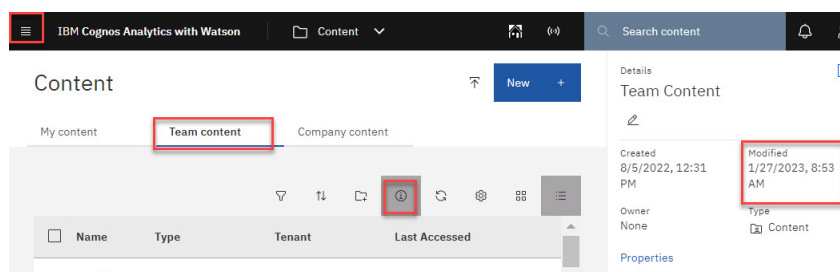 IBM Cognos Analytics with Watson
Content
Search content
Content
New +
My content
Team content
Company content
Name Type Tenant Last Accessed
Details
Team Content
Created
8/5/2022, 12:31
PM
Modified
1/27/2023, 8:53
AM
Owner
None
Type
Content
Properties